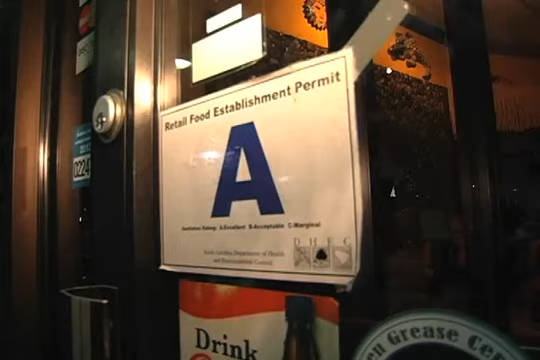 Retail Food Establishment Permit
A
Sanitation Rating: A-Excellent B-Acceptable C-Marginal
South Carolina Department of Health
and Environmental Control
D H E C
Drink
n Grease Ce